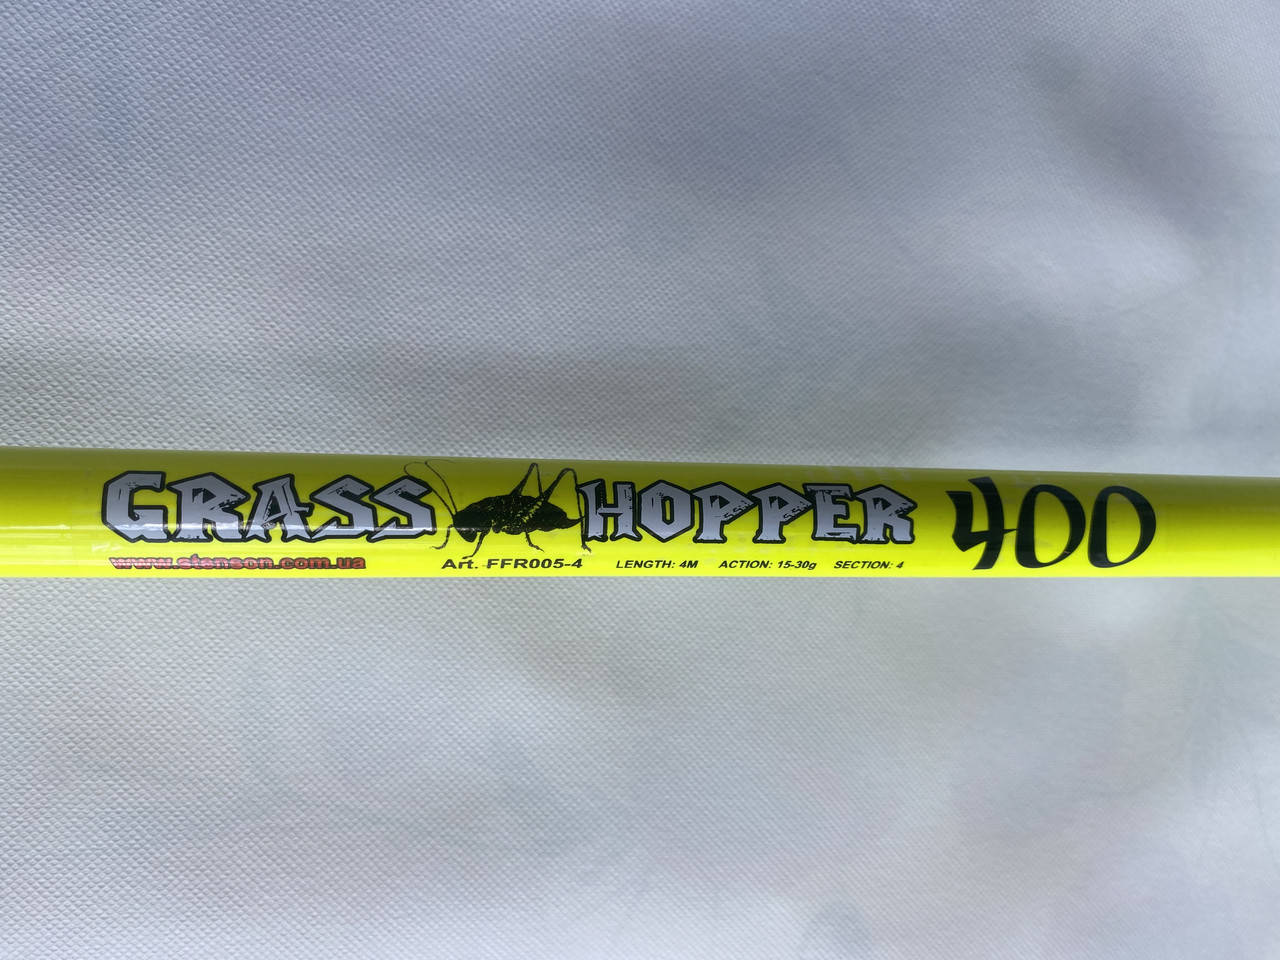 GRASS HOPPER 400
www.stenson.com.ua Art. FFR005-4 LENGTH: 4M ACTION: 15-30g SECTION: 4